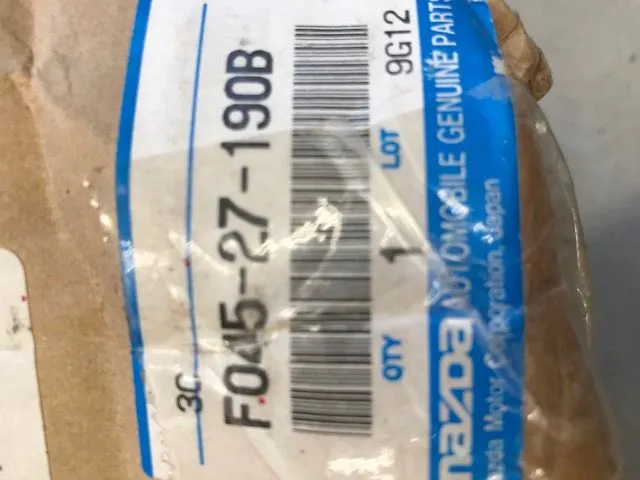 3C
F045-27-190B
QTY 1 LOT 9G12
mazda AUTOMOBILE GENUINE PARTS
Mazda Motor Corporation Japan